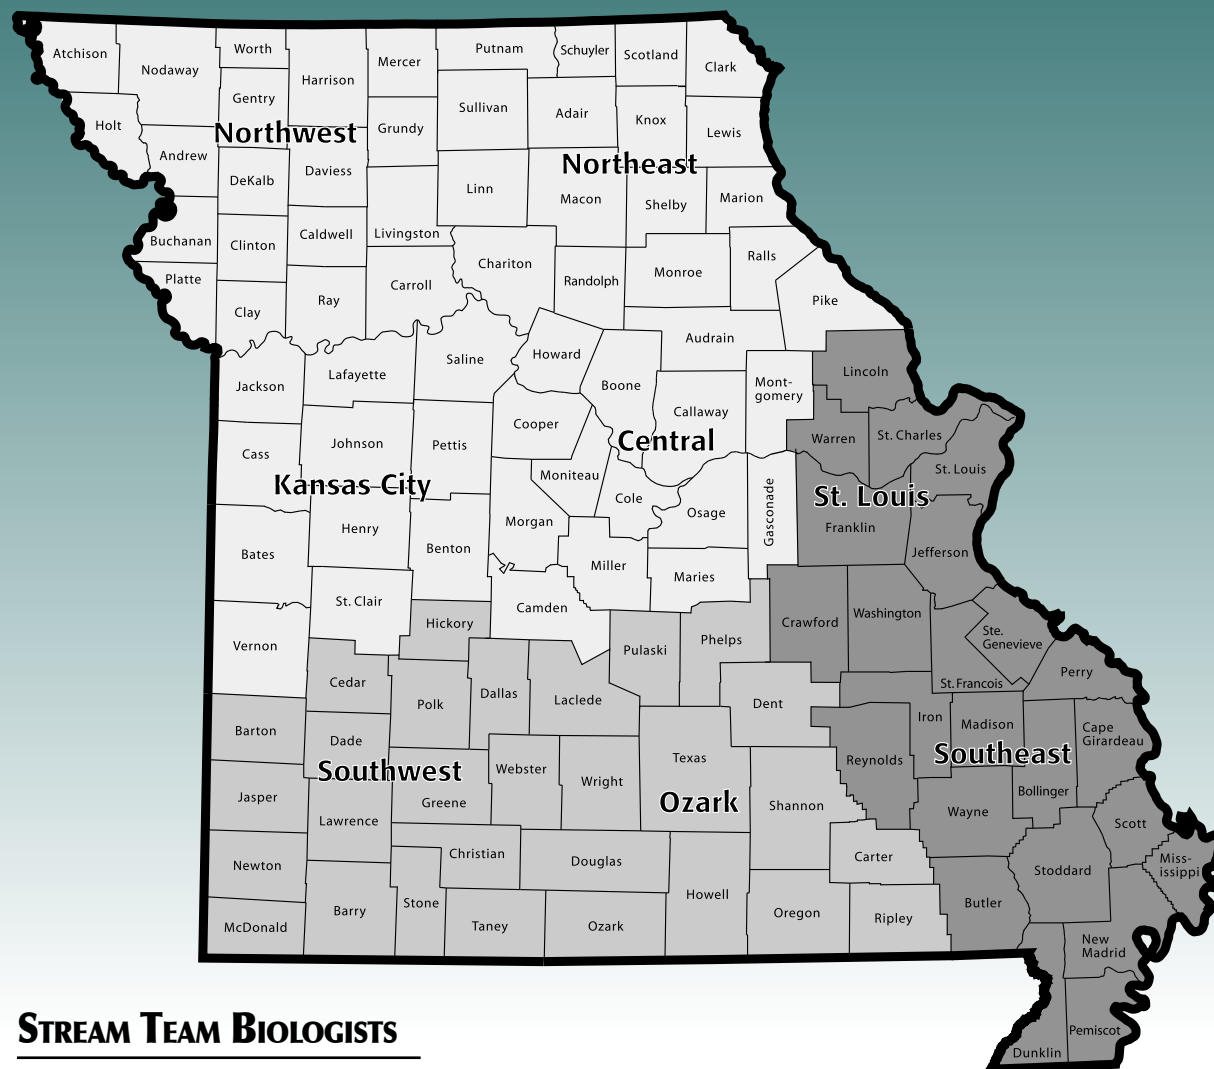 Atchison
Nodaway
Worth
Harrison
Mercer
Putnam
Schuyler
Scotland
Clark
Gentry
Sullivan
Adair
Knox
Lewis
Holt
Grundy
Northwest
Andrew
DeKalb
Daviess
Linn
Northeast
Macon
Shelby
Marion
Buchanan
Clinton
Caldwell
Livingston
Chariton
Randolph
Monroe
Ralls
Platte
Clay
Ray
Carroll
Pike
Audrain
Jackson
Lafayette
Saline
Howard
Boone
Mont-
gomery
Lincoln
Callaway
Cooper
Central
Warren
St. Charles
St. Louis
Cass
Johnson
Pettis
Moniteau
Kansas City
Cole
Osage
Gasconade
St. Louis
Franklin
Jefferson
Henry
Morgan
Bates
Benton
Miller
Maries
St. Clair
Camden
Hickory
Pulaski
Phelps
Crawford
Washington
Ste.
Genevieve
Vernon
Cedar
Polk
Dallas
Laclede
Dent
St. Francois
Perry
Barton
Dade
Iron
Madison
Cape
Girardeau
Southwest
Webster
Wright
Texas
Reynolds
Southeast
Bollinger
Jasper
Greene
Ozark
Shannon
Wayne
Scott
Lawrence
Christian
Douglas
Carter
Stoddard
Miss-
issippi
Newton
Howell
Butler
Barry
Stone
Taney
Ozark
Oregon
Ripley
McDonald
New
Madrid
Pemiscot
Dunklin
Stream Team Biologists